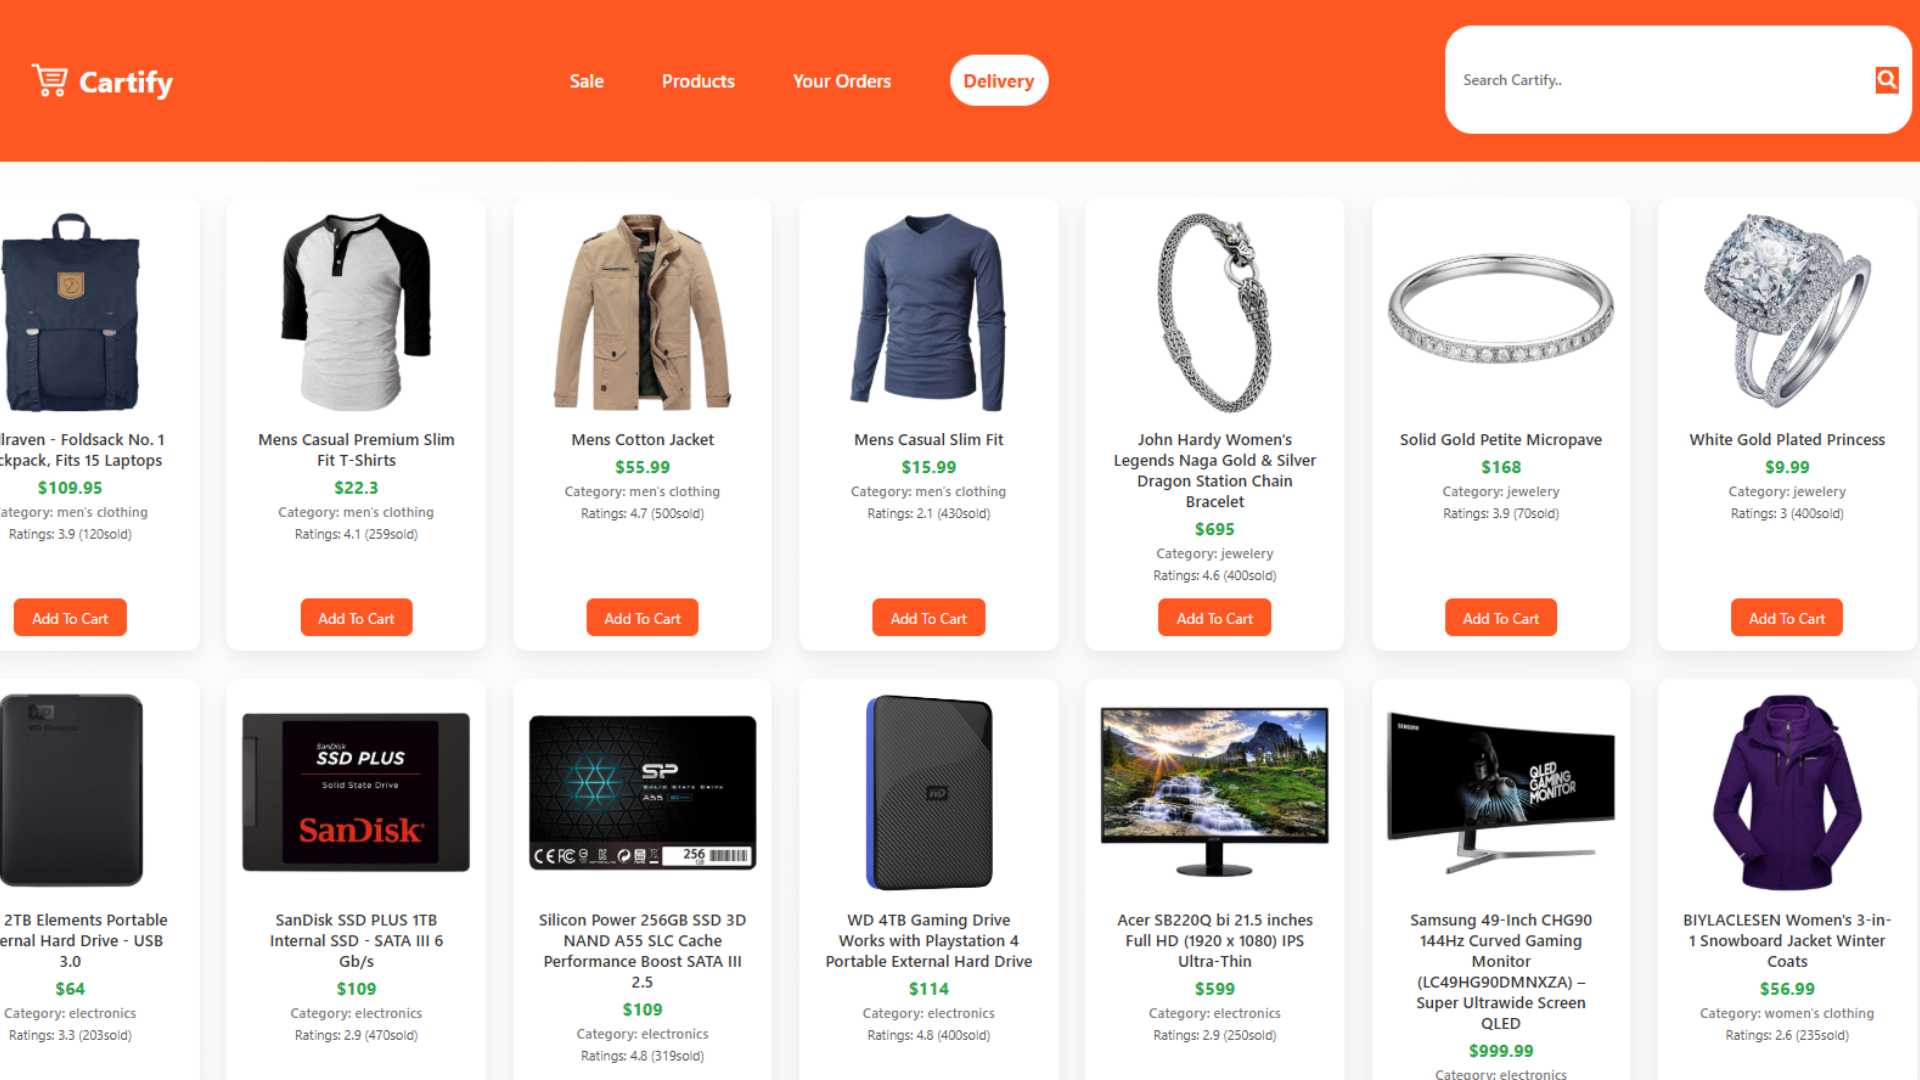 Cartify
Sale
Products
Your Orders
Delivery
Search Cartify..
lraven - Foldsack No. 1
ckpack, Fits 15 Laptops
$109.95
ategory: men's clothing
Ratings: 3.9 (120sold)
Add To Cart
Mens Casual Premium Slim
Fit T-Shirts
$22.3
Category: men's clothing
Ratings: 4.1 (259sold)
Add To Cart
Mens Cotton Jacket
$55.99
Category: men's clothing
Ratings: 4.7 (500sold)
Add To Cart
Mens Casual Slim Fit
$15.99
Category: men's clothing
Ratings: 2.1 (430sold)
Add To Cart
John Hardy Women's
Legends Naga Gold & Silver
Dragon Station Chain
Bracelet
$695
Category: jewelery
Ratings: 4.6 (400sold)
Add To Cart
Solid Gold Petite Micropave
$168
Category: jewelery
Ratings: 3.9 (70sold)
Add To Cart
White Gold Plated Princess
$9.99
Category: jewelery
Ratings: 3 (400sold)
Add To Cart
WD Elements
2TB Elements Portable
ernal Hard Drive - USB
3.0
$64
Category: electronics
Ratings: 3.3 (203sold)
SanDisk
SSD PLUS
Solid State Drive
SanDisk
SanDisk SSD PLUS 1TB
Internal SSD - SATA III 6
Gb/s
$109
Category: electronics
Ratings: 2.9 (470sold)
SP
SOLID STATE DRIVE
A55
256
GB
Silicon Power 256GB SSD 3D
NAND A55 SLC Cache
Performance Boost SATA III
2.5
$109
Category: electronics
Ratings: 4.8 (319sold)
WD
WD 4TB Gaming Drive
Works with Playstation 4
Portable External Hard Drive
$114
Category: electronics
Ratings: 4.8 (400sold)
Acer SB220Q bi 21.5 inches
Full HD (1920 x 1080) IPS
Ultra-Thin
$599
Category: electronics
Ratings: 2.9 (250sold)
SAMSUNG
QLED
GAMING
MONITOR
Samsung 49-Inch CHG90
144Hz Curved Gaming
Monitor
(LC49HG90DMNXZA) –
Super Ultrawide Screen
QLED
$999.99
Category: electronics
BIYLACLESEN Women's 3-in-
1 Snowboard Jacket Winter
Coats
$56.99
Category: women's clothing
Ratings: 2.6 (235sold)